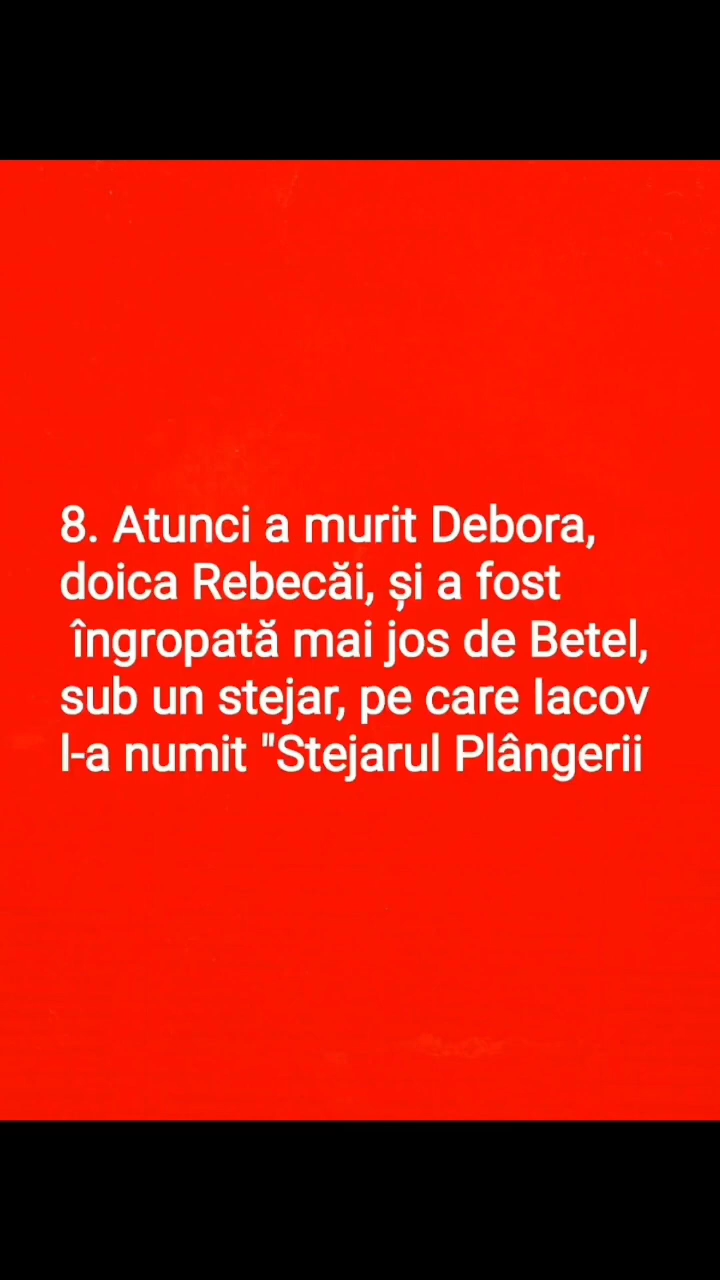 8. Atunci a murit Debora,
doica Rebecăi, și a fost
îngropată mai jos de Betel,
sub un stejar, pe care Iacov
l-a numit "Stejarul Plângerii